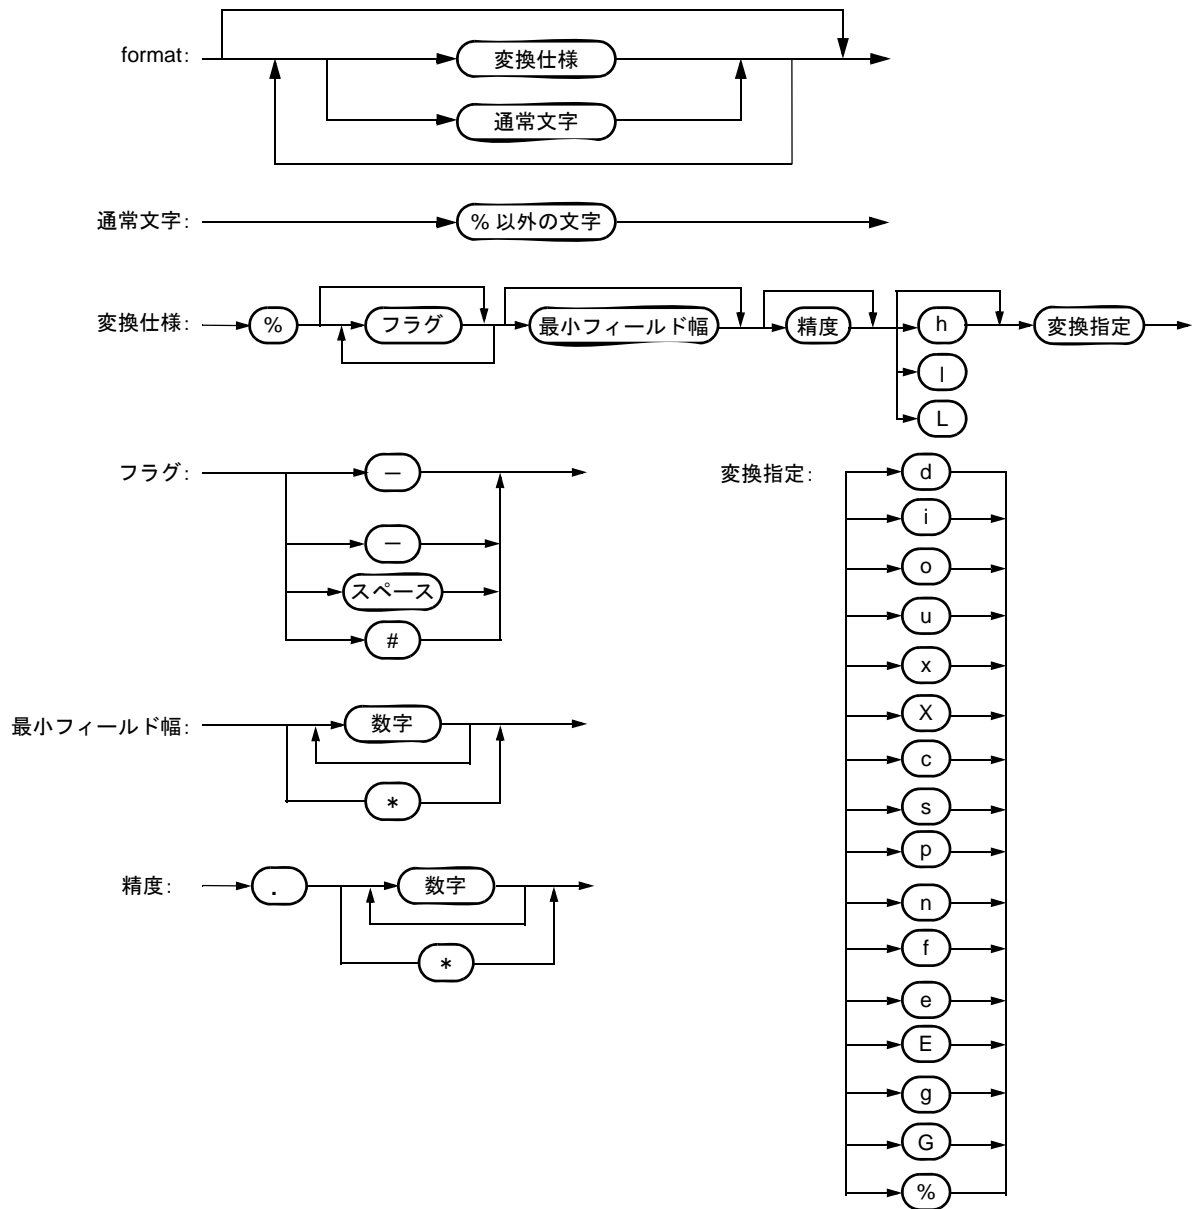 format:
変換仕様
通常文字
通常文字:
% 以外の文字
変換仕様:
%
フラグ
最小フィールド幅
精度
h
l
L
変換指定
フラグ:
－
－
スペース
#
変換指定:
d
i
o
u
x
X
c
s
p
n
f
e
E
g
G
%
最小フィールド幅:
数字
*
精度:
.
数字
*